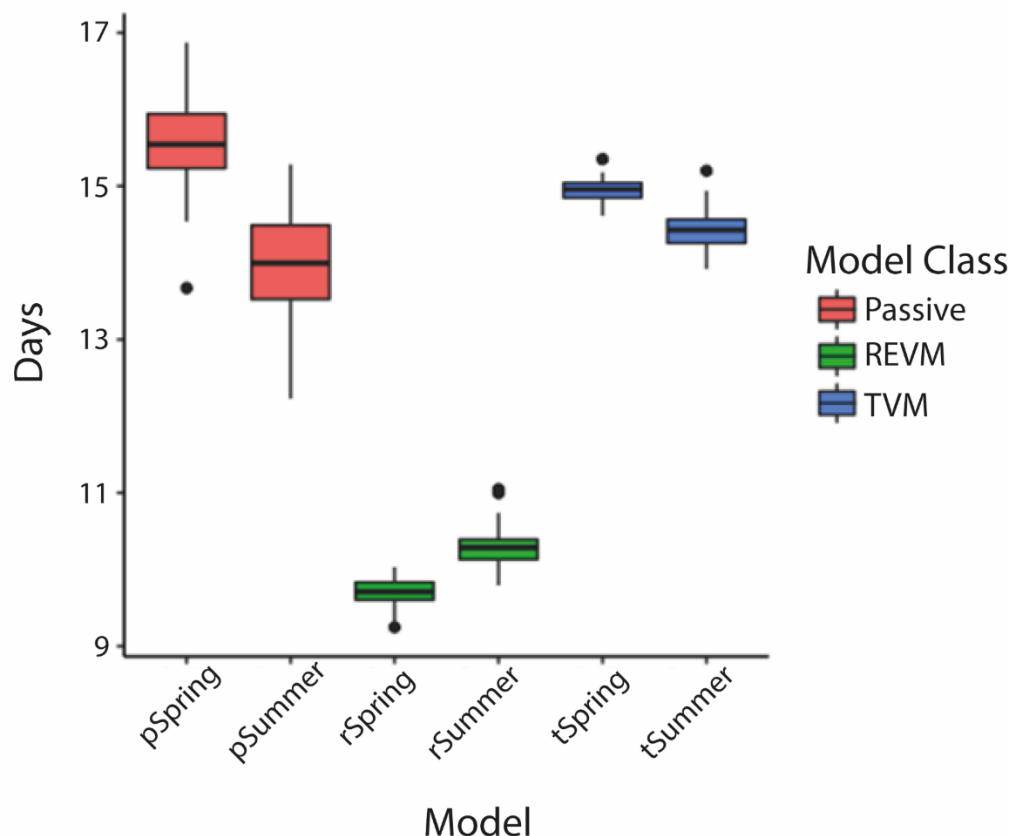 17
15
13
11
9
Days
pSpring
pSummer
rSpring
rSummer
tSpring
tSummer
Model
Model Class
Passive
REVM
TVM